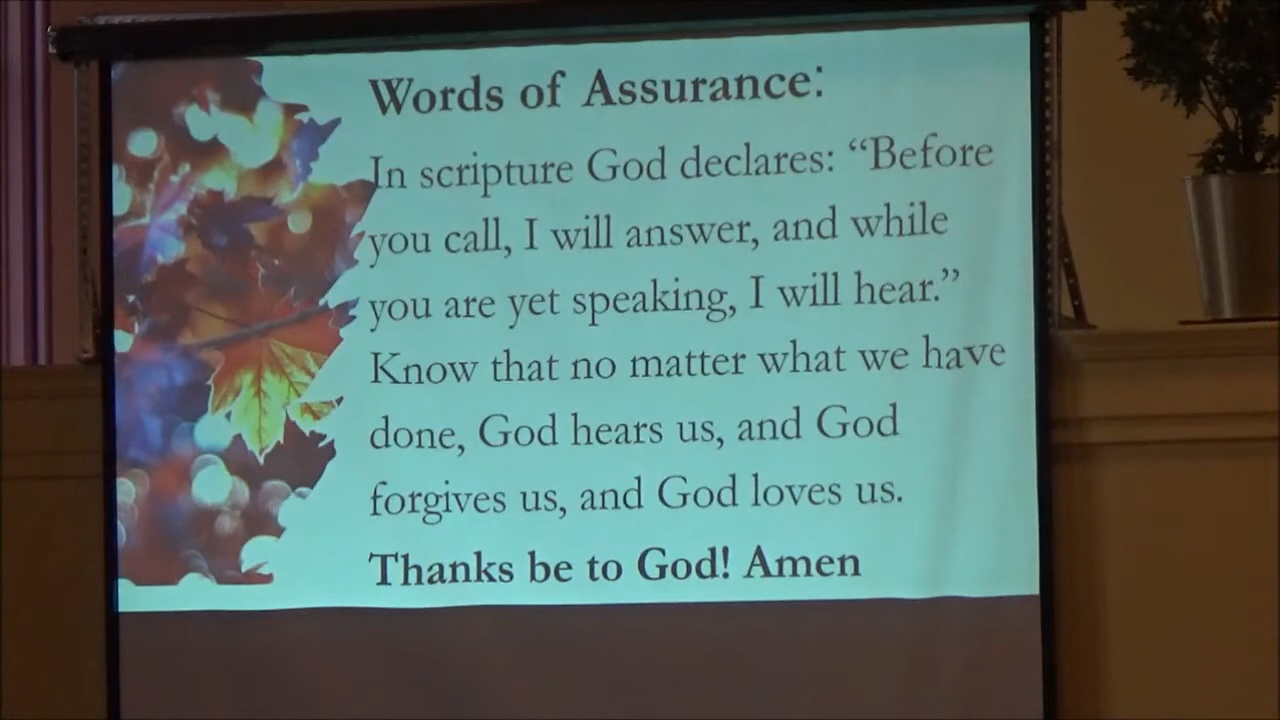 Words of Assurance:
In scripture God declares: “Before
you call, I will answer, and while
you are yet speaking, I will hear.”
Know that no matter what we have
done, God hears us, and God
forgives us, and God loves us.
Thanks be to God! Amen